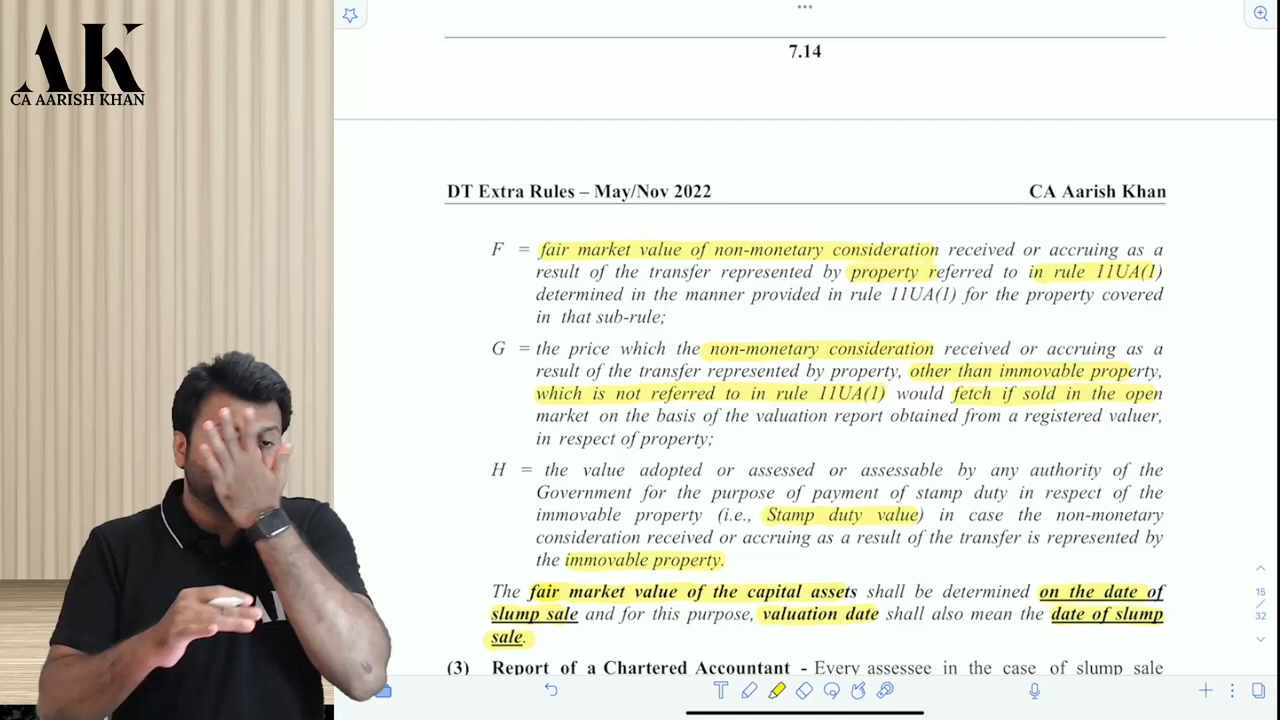 AK
CA AARISH KHAN
7.14
DT Extra Rules – May/Nov 2022 CA Aarish Khan
F = fair market value of non-monetary consideration received or accruing as a
result of the transfer represented by property referred to in rule 11UA(1)
determined in the manner provided in rule 11UA(1) for the property covered
in that sub-rule;
G = the price which the non-monetary consideration received or accruing as a
result of the transfer represented by property, other than immovable property,
which is not referred to in rule 11UA(1) would fetch if sold in the open
market on the basis of the valuation report obtained from a registered valuer,
in respect of property;
H = the value adopted or assessed or assessable by any authority of the
Government for the purpose of payment of stamp duty in respect of the
immovable property (i.e., Stamp duty value) in case the non-monetary
consideration received or accruing as a result of the transfer is represented by
the immovable property.
The fair market value of the capital assets shall be determined on the date of
slump sale and for this purpose, valuation date shall also mean the date of slump
sale.
15
32
(3) Report of a Chartered Accountant - Every assessee in the case of slump sale
T